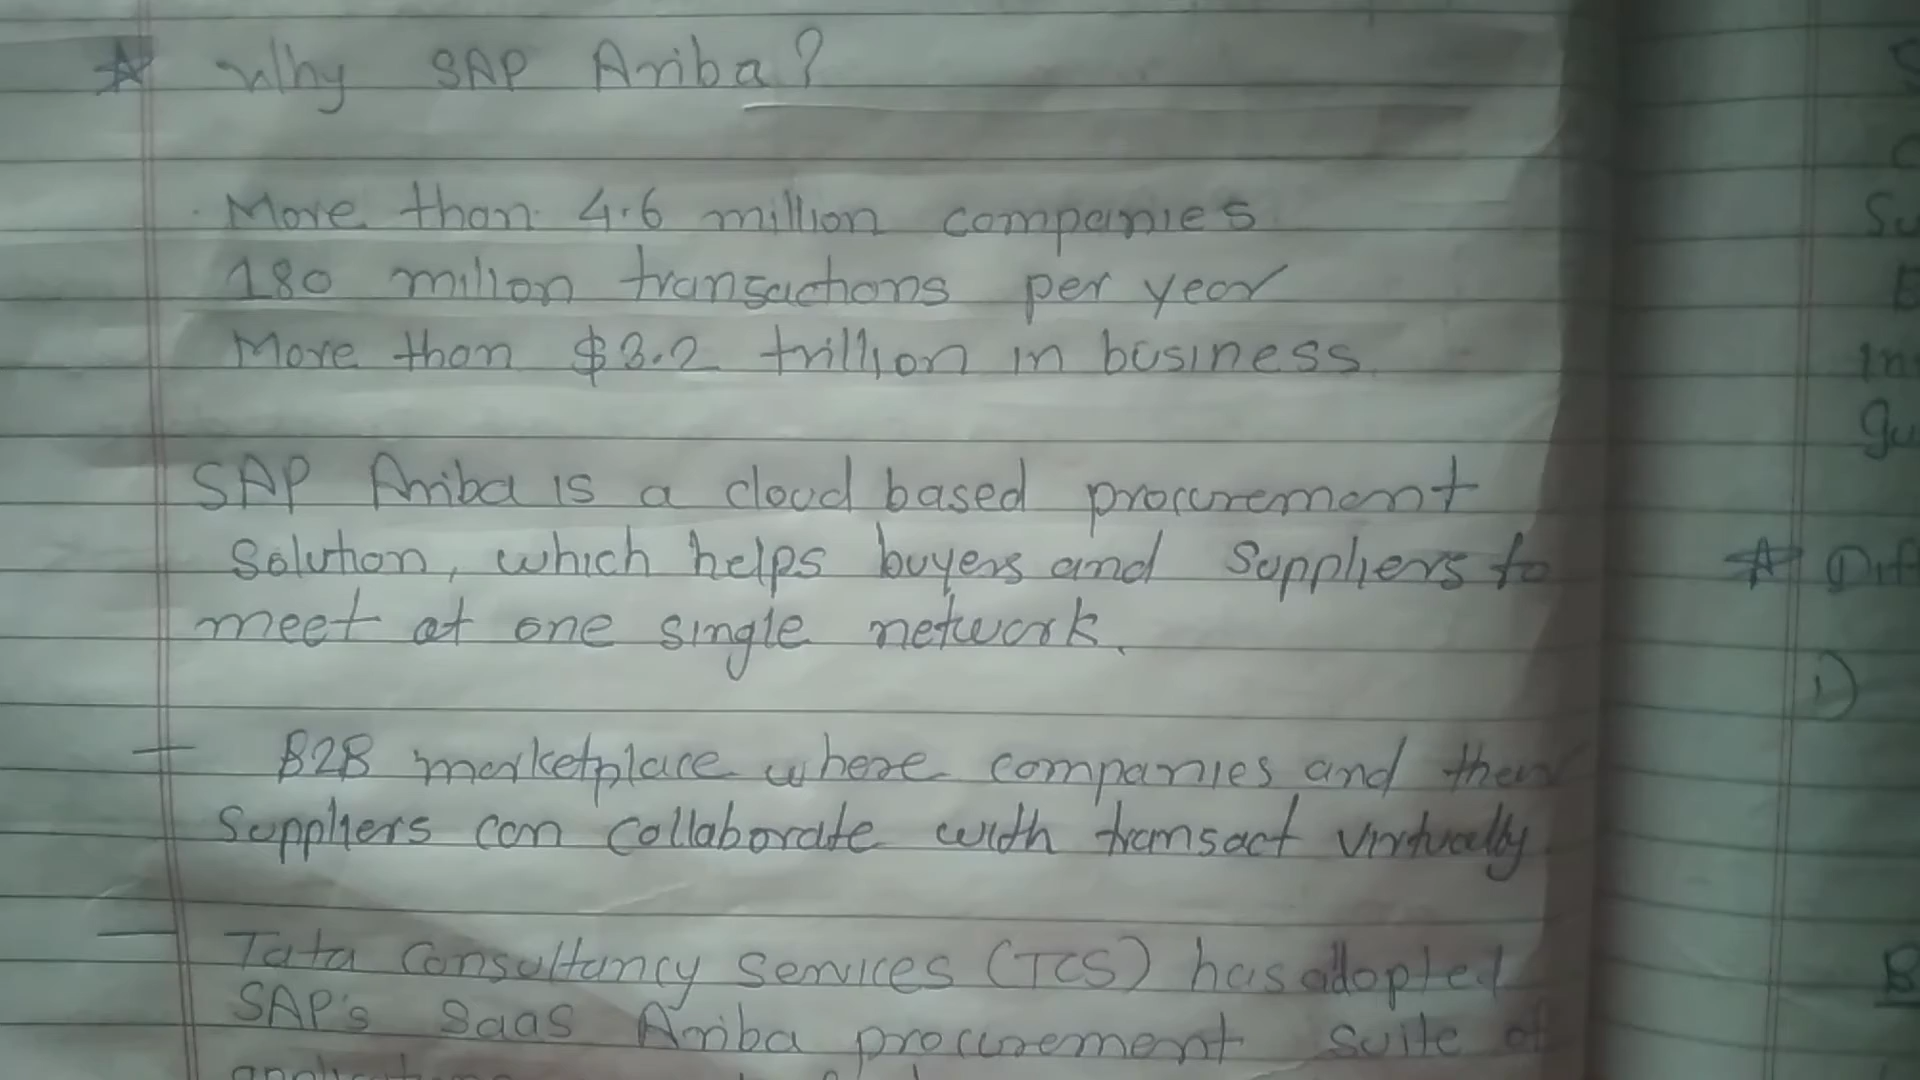 ☆ Why SAP Ariba?
More than 4.6 million companies
180 million transactions per year
More than $3.2 trillion in business
SAP Ariba is a cloud based procurement
Solution, which helps buyers and Suppliers to
meet at one single network.
— B2B marketplace where companies and their
Suppliers can Collaborate with transact virtually
— Tata Consultancy Services (TCS) has adopted
SAP's Saas Ariba procurement Suite of
☆
1)